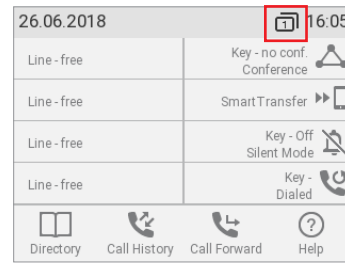 26.06.2018 1 16:05
Line - free
Key - no conf.
Conference
Line - free
SmartTransfer
Line - free
Key - Off
Silent Mode
Line - free
Key -
Dialed
Directory Call History Call Forward Help